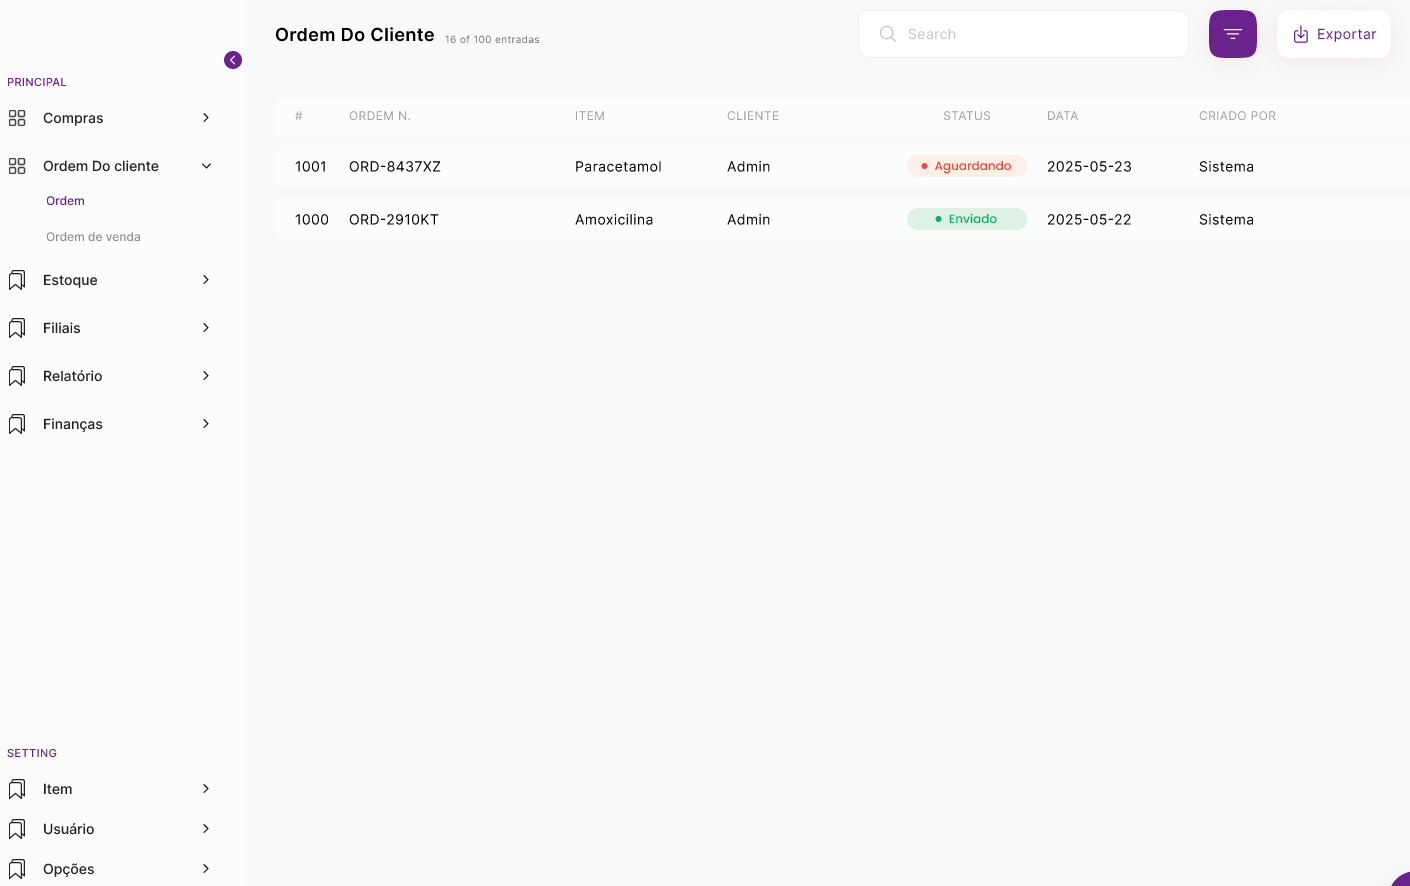 PRINCIPAL
Compras
Ordem Do cliente
Ordem
Ordem de venda
Estoque
Filiais
Relatório
Finanças
SETTING
Item
Usuário
Opções
Ordem Do Cliente 16 of 100 entradas
Search
Exportar
# ORDEM N. ITEM CLIENTE STATUS DATA CRIADO POR
1001 ORD-8437XZ Paracetamol Admin Aguardando 2025-05-23 Sistema
1000 ORD-2910KT Amoxicilina Admin Enviado 2025-05-22 Sistema